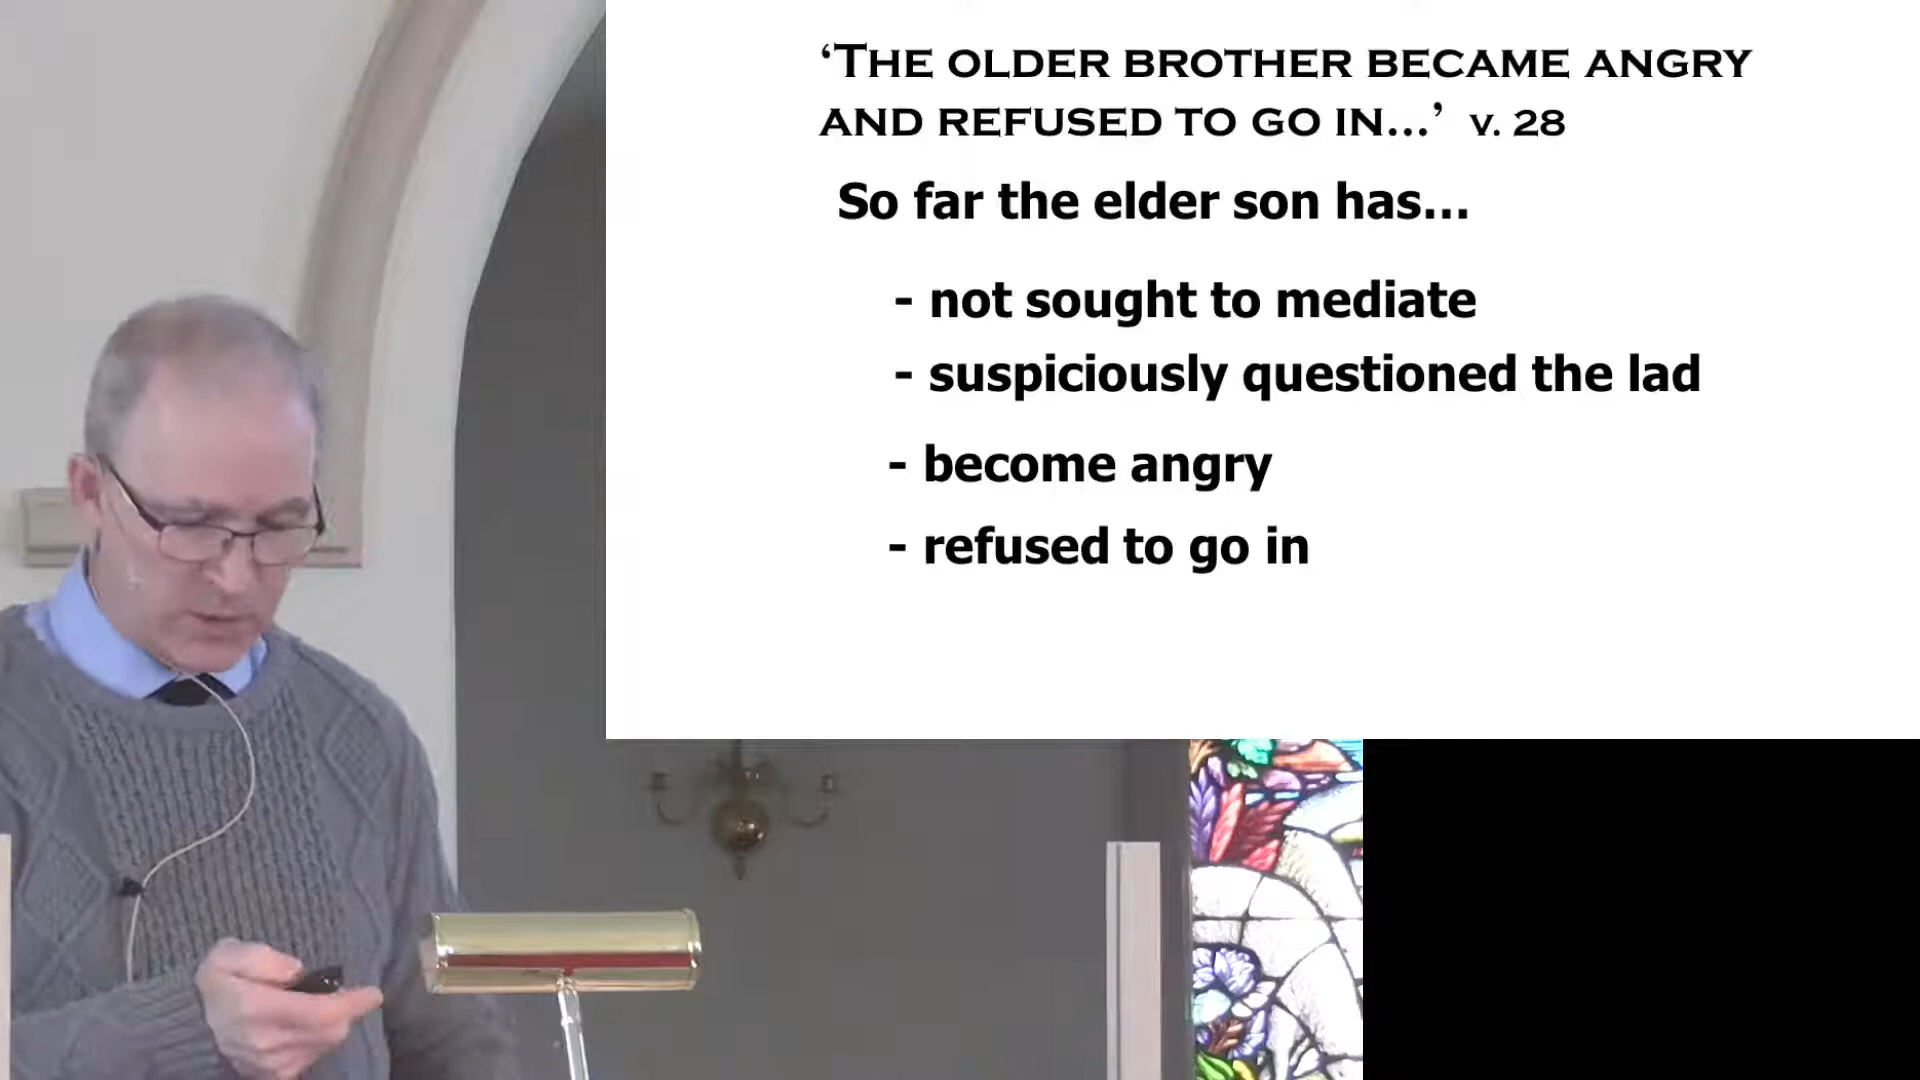 ‘THE OLDER BROTHER BECAME ANGRY
AND REFUSED TO GO IN…’ v. 28
So far the elder son has…
- not sought to mediate
- suspiciously questioned the lad
- become angry
- refused to go in